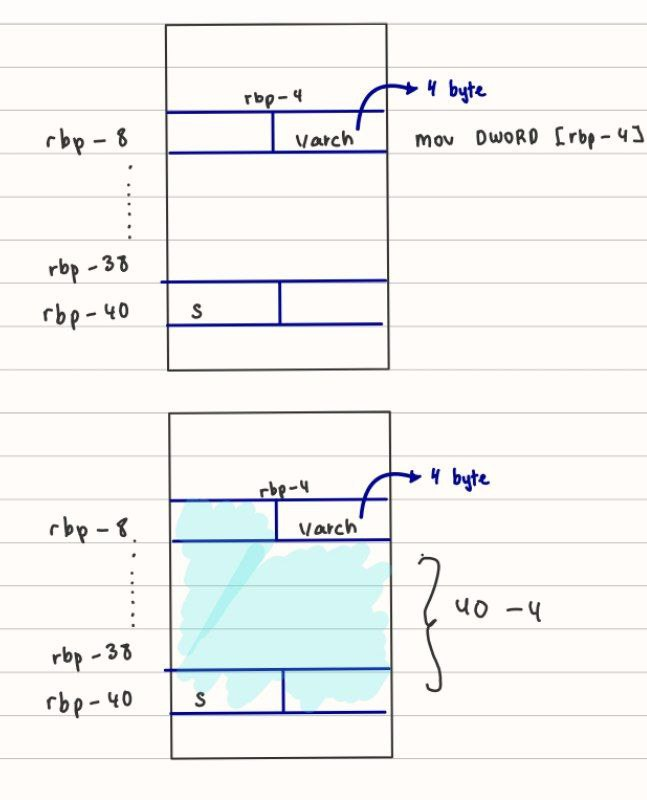 rbp-4
4 byte
rbp - 8
varch
mov DWORD [rbp-4]
rbp - 38
rbp - 40
s
rbp-4
4 byte
rbp - 8
varch
40 - 4
rbp - 38
rbp - 40
s